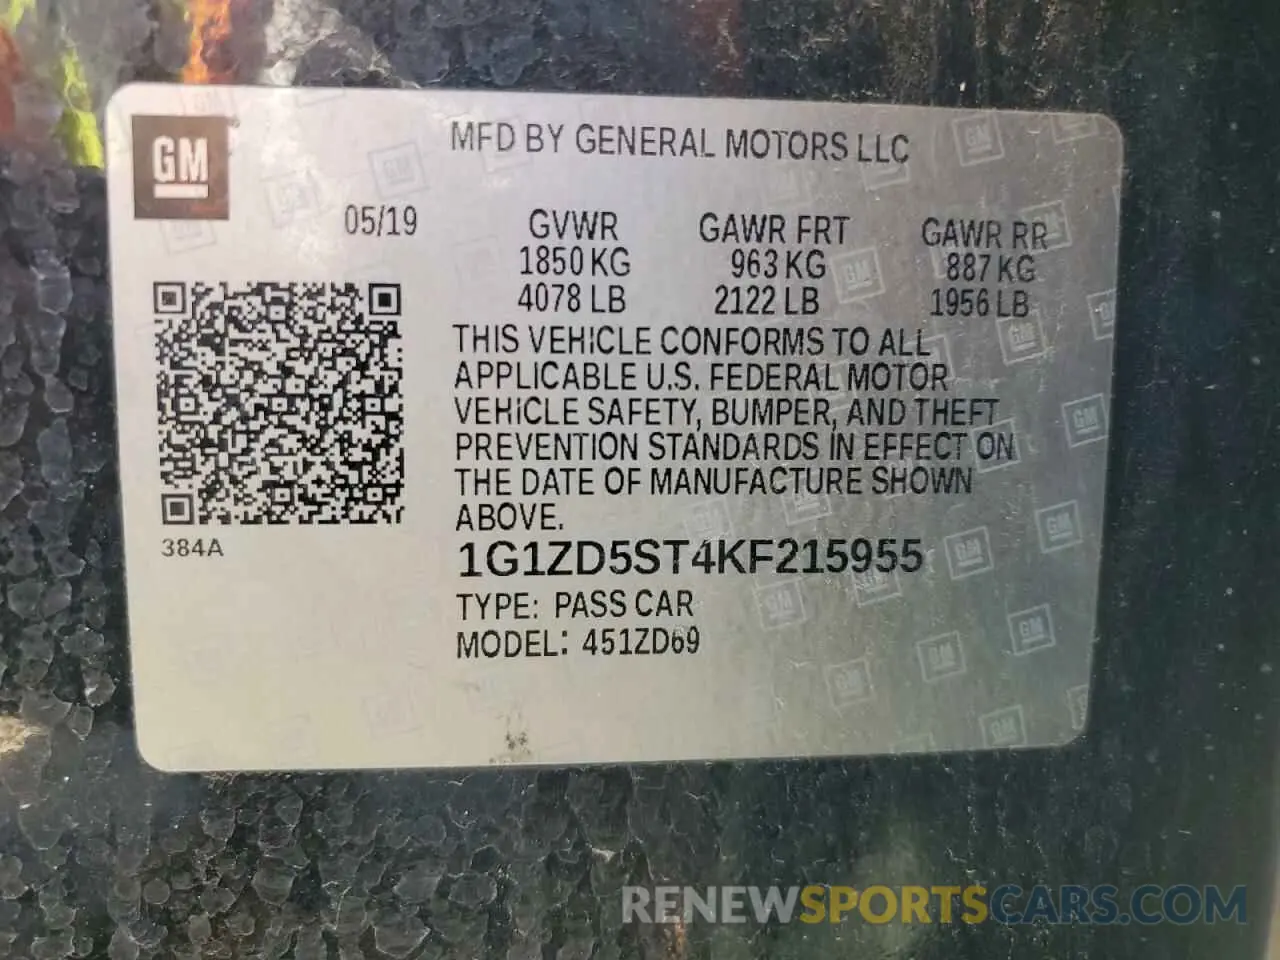 GM
MFD BY GENERAL MOTORS LLC
05/19
GVWR GAWR FRT GAWR RR
1850 KG 963 KG 887 KG
4078 LB 2122 LB 1956 LB
THIS VEHICLE CONFORMS TO ALL
APPLICABLE U.S. FEDERAL MOTOR
VEHICLE SAFETY, BUMPER, AND THEFT
PREVENTION STANDARDS IN EFFECT ON
THE DATE OF MANUFACTURE SHOWN
ABOVE.
384A
1G1ZD5ST4KF215955
TYPE: PASS CAR
MODEL: 451ZD69
RENEWSPORTSCARS.COM